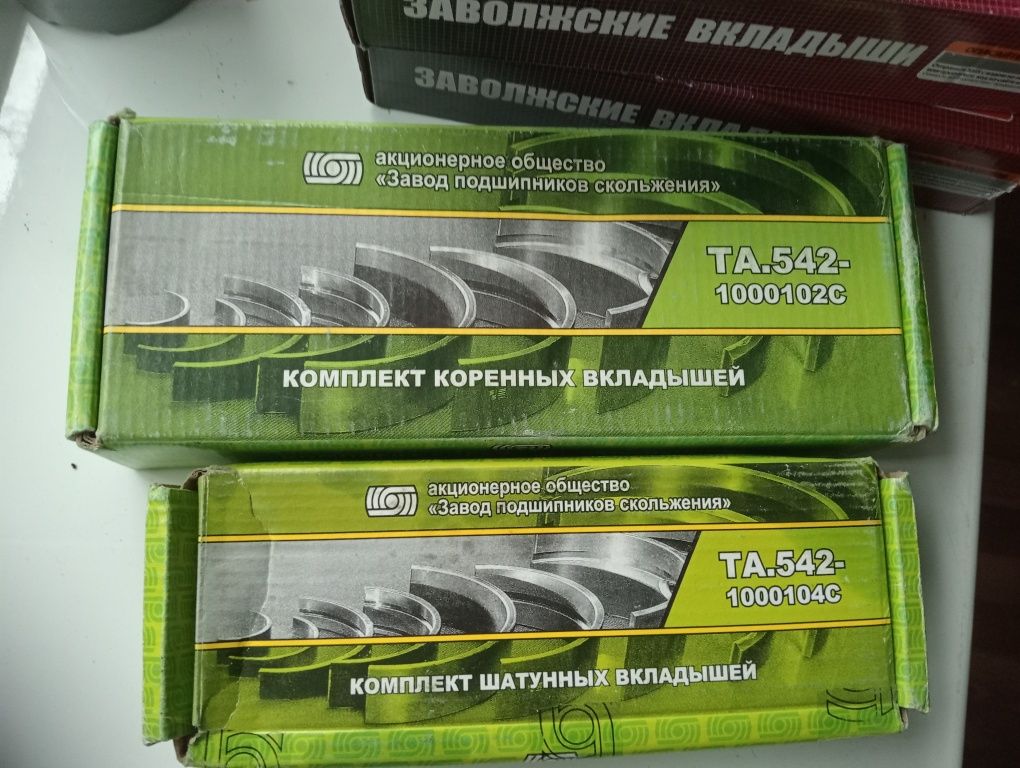 ЗАВОЛЖСКИЕ ВКЛАДЫШИ
ЗАВОЛЖСКИЕ
акционерное общество
«Завод подшипников скольжения»
ТА.542-
1000102С
КОМПЛЕКТ КОРЕННЫХ ВКЛАДЫШЕЙ
акционерное общество
«Завод подшипников скольжения»
ТА.542-
1000104С
КОМПЛЕКТ ШАТУННЫХ ВКЛАДЫШЕЙ